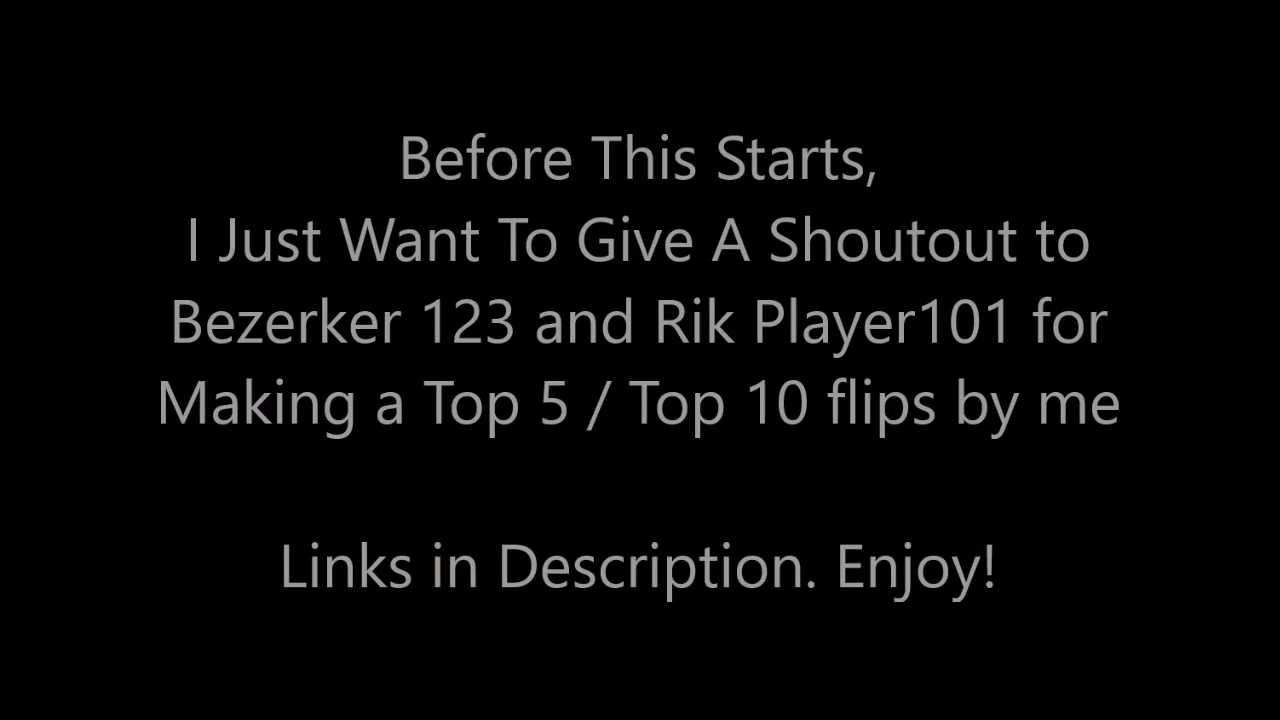 Before This Starts,
I Just Want To Give A Shoutout to
Bezerker 123 and Rik Player101 for
Making a Top 5 / Top 10 flips by me
Links in Description. Enjoy!